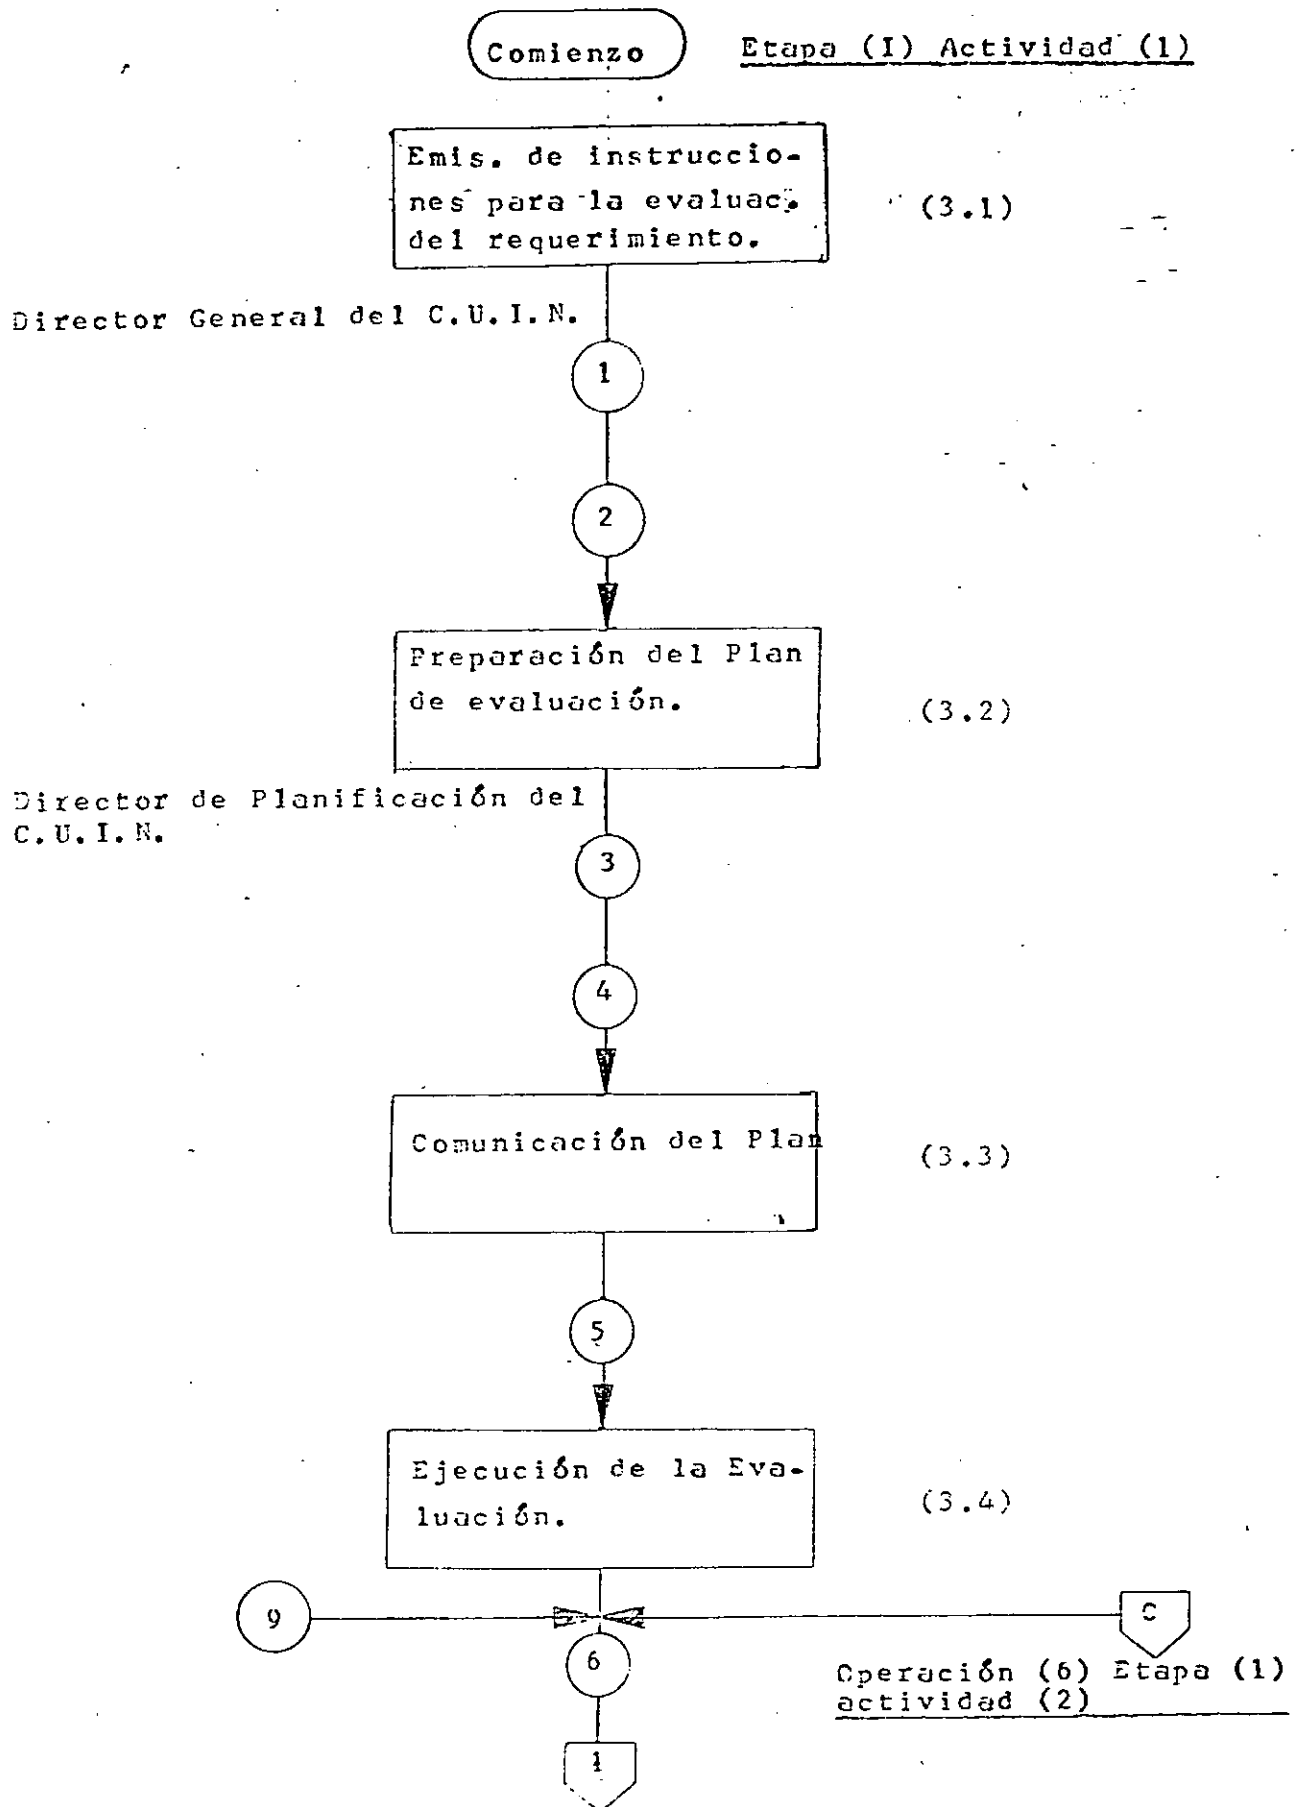 Comienzo
Etapa (I) Actividad (1)
Emis. de instruccio-
nes para la evaluac.
del requerimiento.
(3.1)
Director General del C.U.I.N.
1
2
Preparación del Plan
de evaluación.
(3.2)
Director de Planificación del
C.U.I.N.
3
4
Comunicación del Plan
(3.3)
5
Ejecución de la Eva-
luación.
(3.4)
9
C
6
Operación (6) Etapa (1)
actividad (2)
1